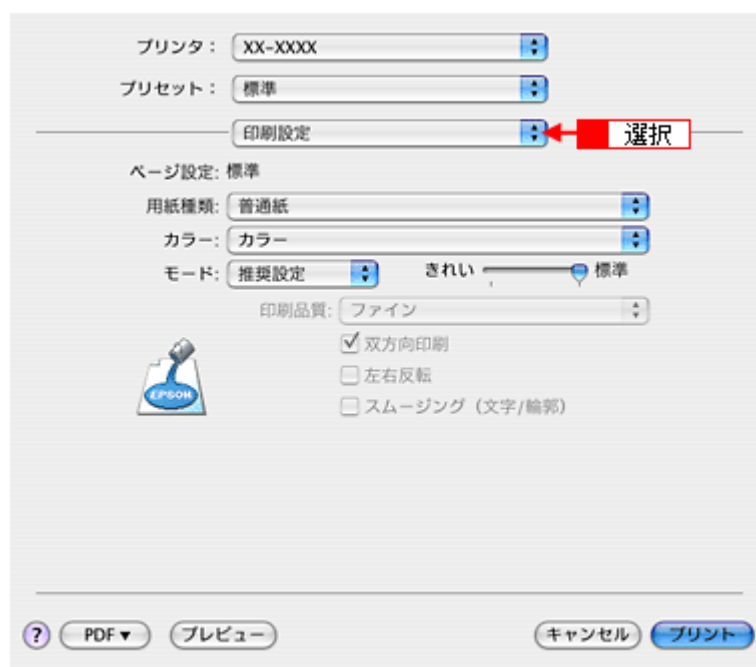 プリンタ： XX-XXXX
プリセット： 標準
印刷設定 選択
ページ設定: 標準
用紙種類: 普通紙
カラー: カラー
モード: 推奨設定 きれい 標準
印刷品質: ファイン
双方向印刷
左右反転
スムージング（文字/輪郭）
EPSON
? PDF▼ プレビュー キャンセル プリント